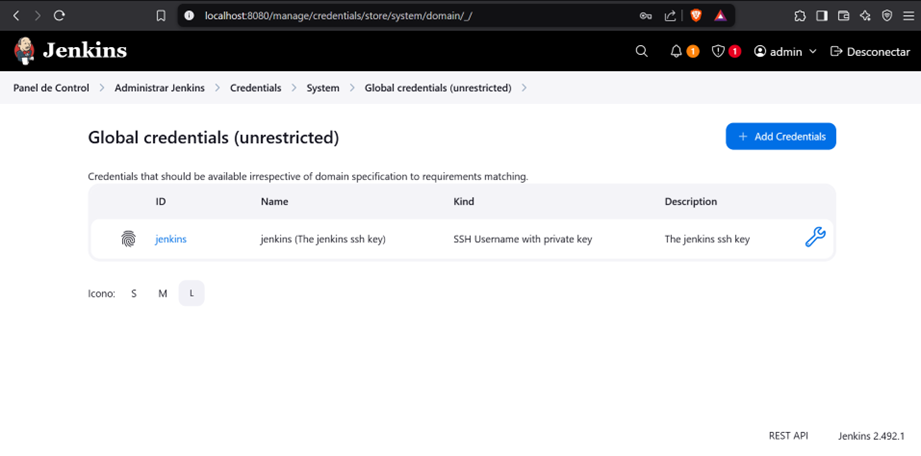 localhost:8080/manage/credentials/store/system/domain/_/
Jenkins 1 1 admin Desconectar
Panel de Control > Administrar Jenkins > Credentials > System > Global credentials (unrestricted) >
Global credentials (unrestricted) + Add Credentials
Credentials that should be available irrespective of domain specification to requirements matching.
ID Name Kind Description
jenkins jenkins (The jenkins ssh key) SSH Username with private key The jenkins ssh key
Icono: S M L
REST API Jenkins 2.492.1